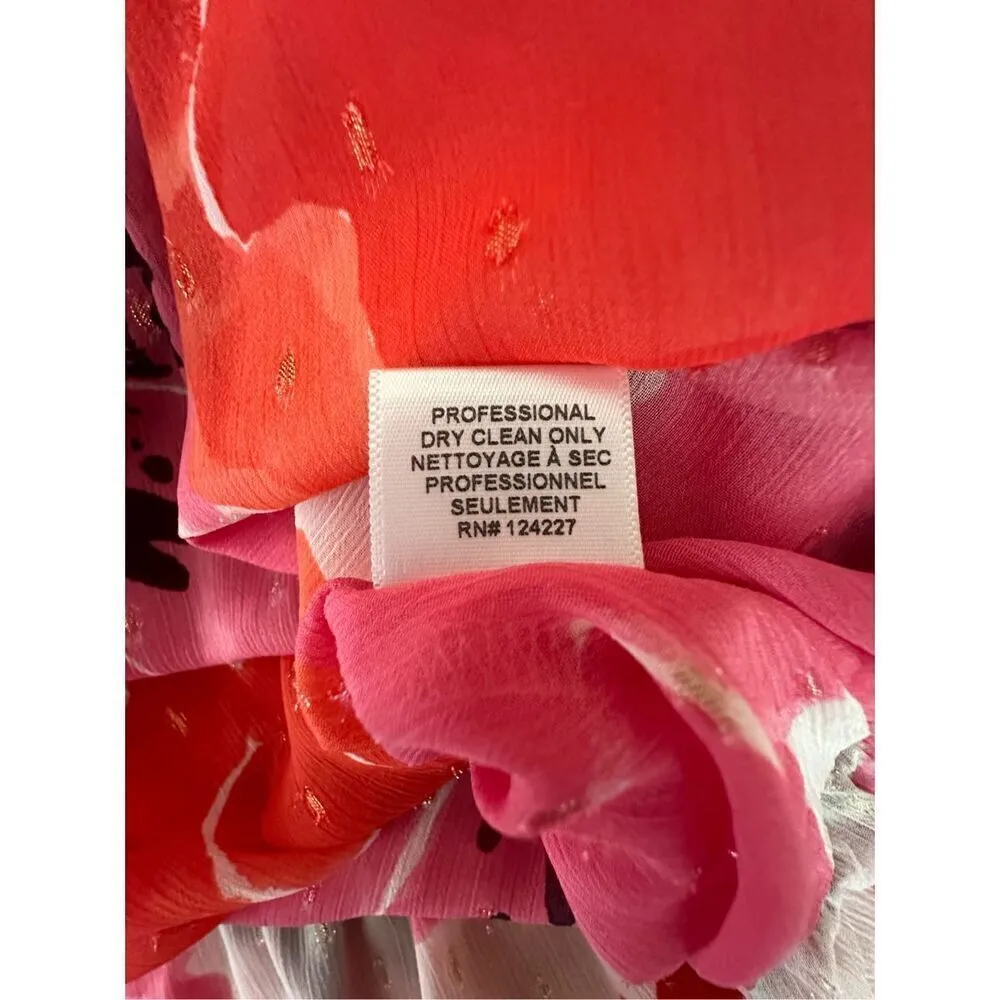 PROFESSIONAL
DRY CLEAN ONLY
NETTOYAGE À SEC
PROFESSIONNEL
SEULEMENT
RN# 124227